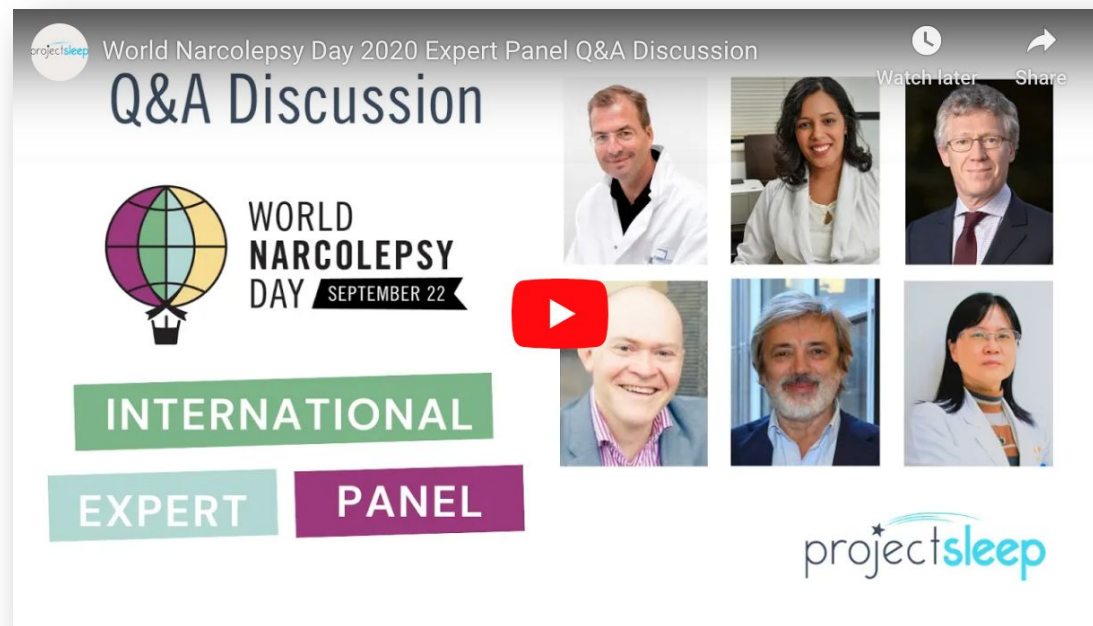 projectsleep
World Narcolepsy Day 2020 Expert Panel Q&A Discussion
Watch later
Share
Q&A Discussion
WORLD
NARCOLEPSY
DAY SEPTEMBER 22
INTERNATIONAL
EXPERT PANEL
projectsleep